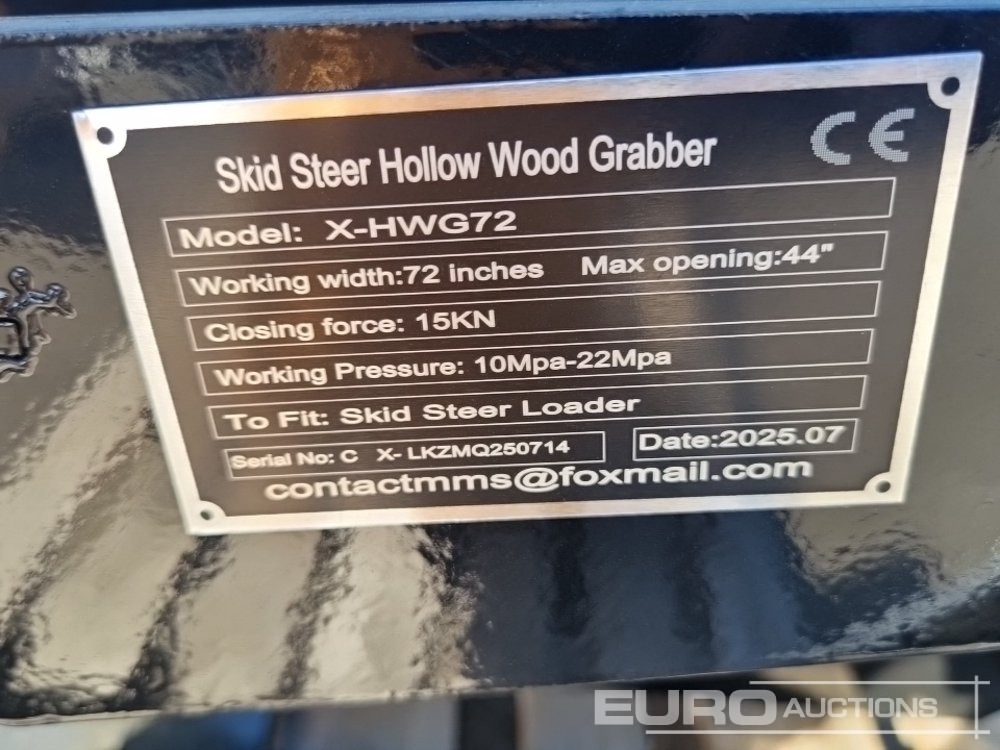 CE
Skid Steer Hollow Wood Grabber
Model: X-HWG72
Working width:72 inches Max opening:44"
Closing force: 15KN
Working Pressure: 10Mpa-22Mpa
To Fit: Skid Steer Loader
Serial No: C X- LKZMQ250714 Date:2025.07
contactmms@foxmail.com
EURO AUCTIONS